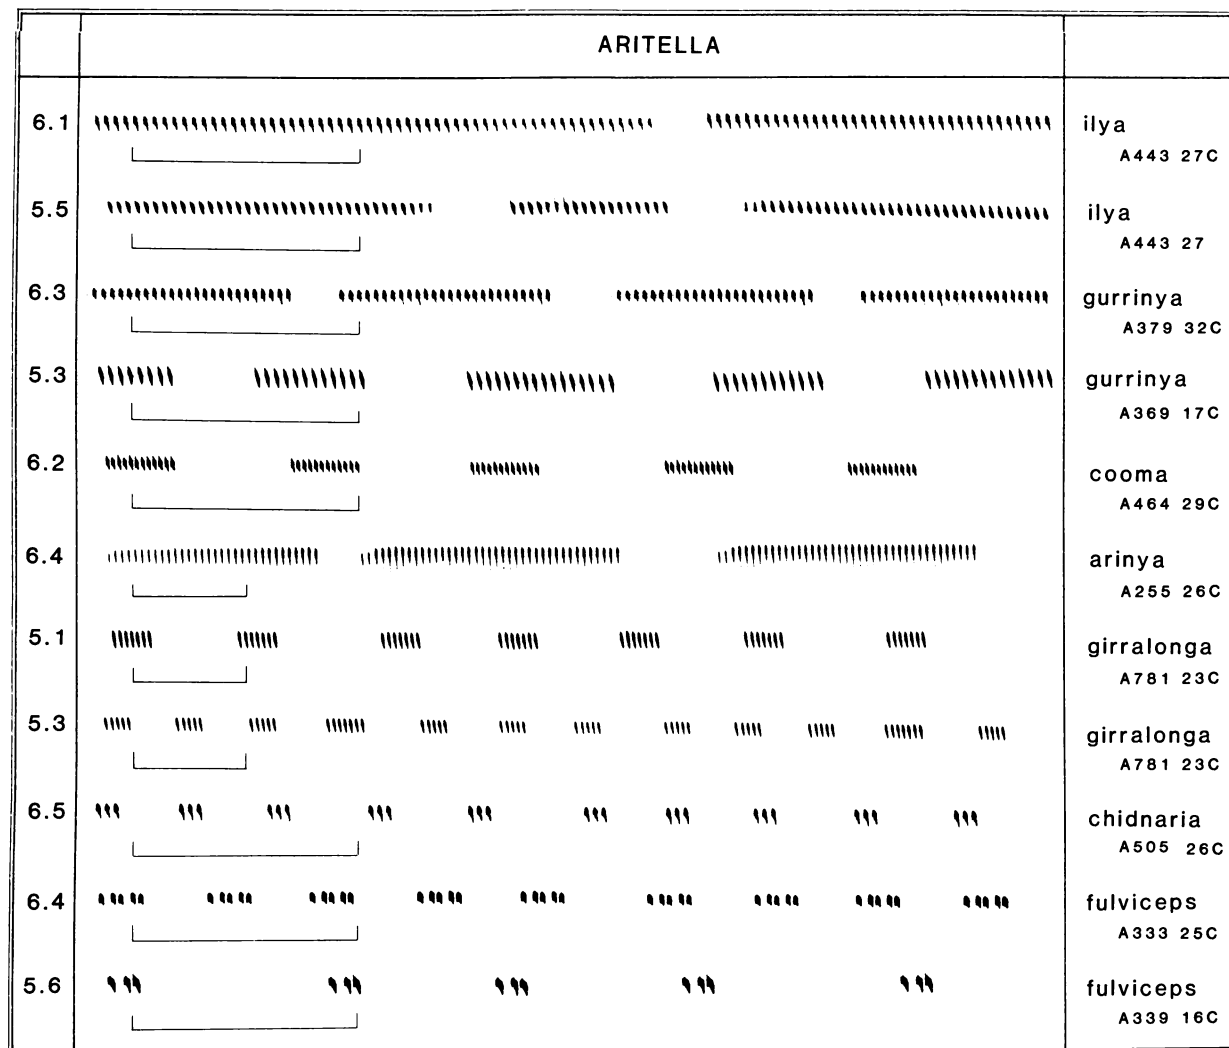 ARITELLA
6.1 ilya
A443 27C
5.5 ilya
A443 27
6.3 gurrinya
A379 32C
5.3 gurrinya
A369 17C
6.2 cooma
A464 29C
6.4 arinya
A255 26C
5.1 girralonga
A781 23C
5.3 girralonga
A781 23C
6.5 chidnaria
A505 26C
6.4 fulviceps
A333 25C
5.6 fulviceps
A339 16C